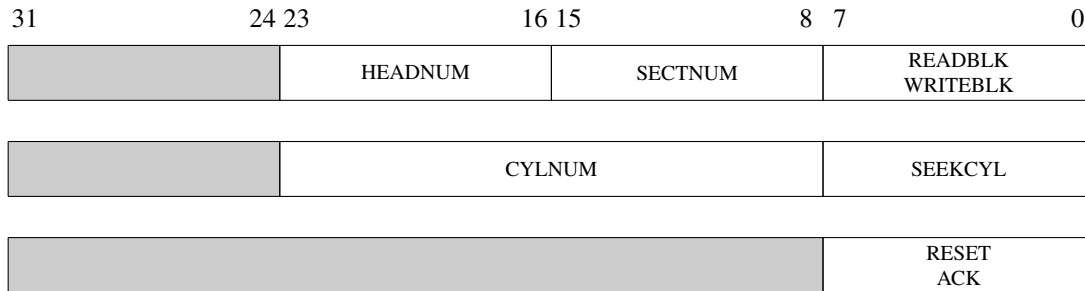 31 24 23 16 15 8 7 0
HEADNUM SECTNUM READBLK
WRITEBLK
CYLNUM SEEKCYL
RESET
ACK